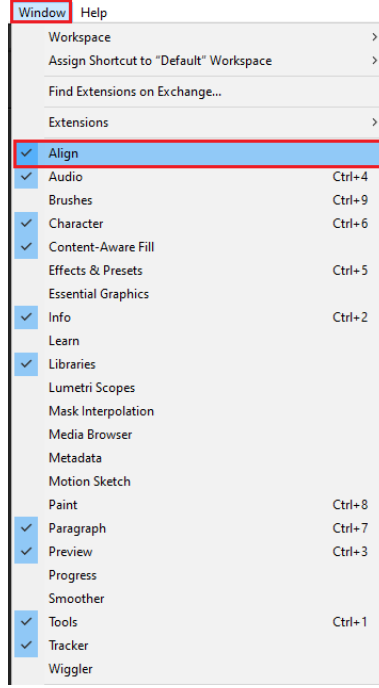 Window Help
Workspace
Assign Shortcut to "Default" Workspace
Find Extensions on Exchange...
Extensions
Align
Audio Ctrl+4
Brushes Ctrl+9
Character Ctrl+6
Content-Aware Fill
Effects & Presets Ctrl+5
Essential Graphics
Info Ctrl+2
Learn
Libraries
Lumetri Scopes
Mask Interpolation
Media Browser
Metadata
Motion Sketch
Paint Ctrl+8
Paragraph Ctrl+7
Preview Ctrl+3
Progress
Smoother
Tools Ctrl+1
Tracker
Wiggler